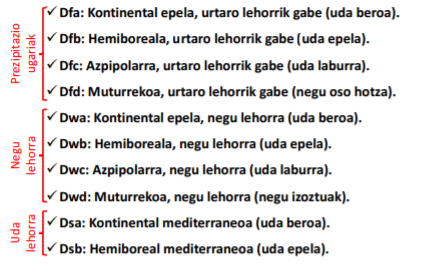 Prezipitazio
ugariak
✓ Dfa: Kontinental epela, urtaro lehorrik gabe (uda beroa).
✓ Dfb: Hemiboreala, urtaro lehorrik gabe (uda epela).
✓ Dfc: Azpipolarra, urtaro lehorrik gabe (uda laburra).
✓ Dfd: Muturrekoa, urtaro lehorrik gabe (negu oso hotza).
Negu
lehorra
✓ Dwa: Kontinental epela, negu lehorra (uda beroa).
✓ Dwb: Hemiboreala, negu lehorra (uda epela).
✓ Dwc: Azpipolarra, negu lehorra (uda laburra).
✓ Dwd: Muturrekoa, negu lehorra (negu izoztuak).
Uda
lehorra
✓ Dsa: Kontinental mediterraneoa (uda beroa).
✓ Dsb: Hemiboreal mediterraneoa (uda epela).